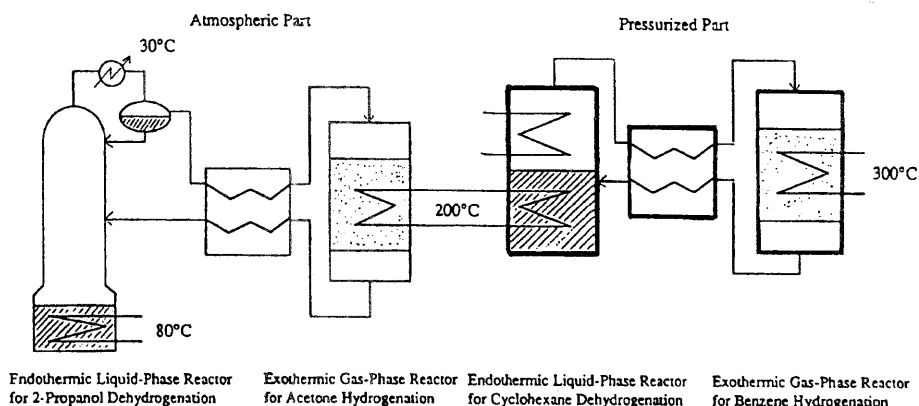 Atmospheric Part
Pressurized Part
30°C
200°C
300°C
80°C
Endothermic Liquid-Phase Reactor
for 2-Propanol Dehydrogenation
Exothermic Gas-Phase Reactor
for Acetone Hydrogenation
Endothermic Liquid-Phase Reactor
for Cyclohexane Dehydrogenation
Exothermic Gas-Phase Reactor
for Benzene Hydrogenation